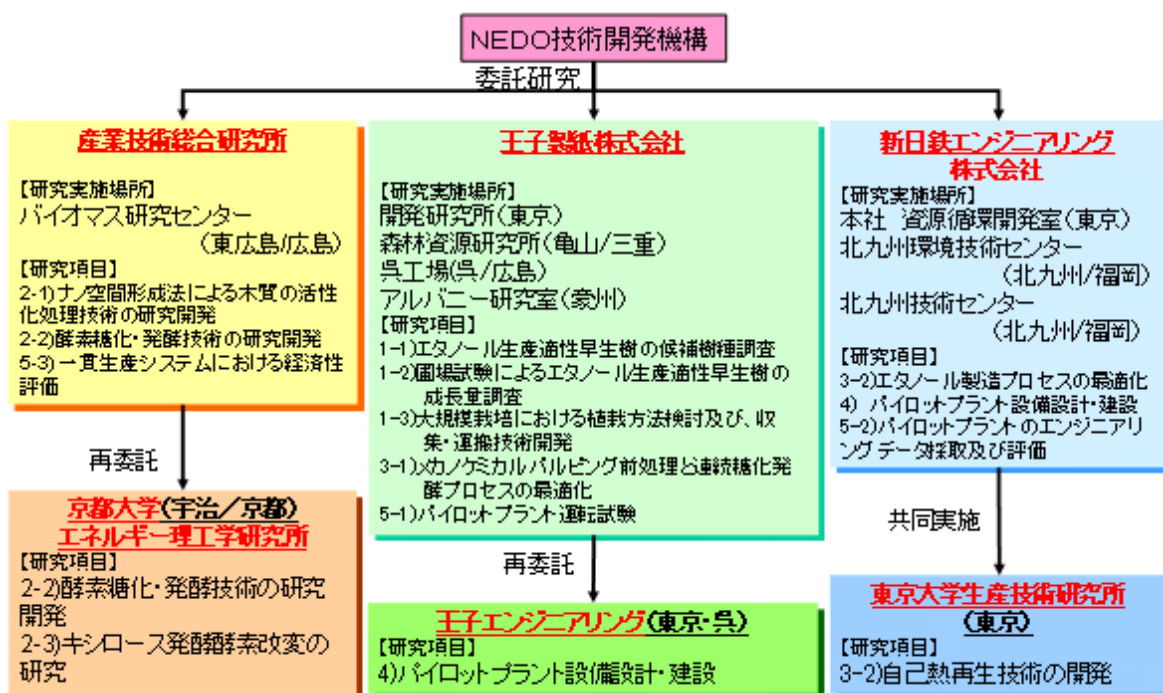 NEDO技術開発機構
委託研究
産業技術総合研究所
【研究実施場所】
バイオマス研究センター
(東広島/広島)
【研究項目】
2-1)ナノ空間形成法による木質の活性
化処理技術の研究開発
2-2)酵素糖化・発酵技術の研究開発
5-3)一貫生産システムにおける経済性
評価
再委託
京都大学(宇治/京都)
エネルギー理工学研究所
【研究項目】
2-2)酵素糖化・発酵技術の研究
開発
2-3)キシロース発酵酵素改変の
研究
王子製紙株式会社
【研究実施場所】
開発研究所(東京)
森林資源研究所(亀山/三重)
呉工場(呉/広島)
アルバニー研究室(豪州)
【研究項目】
1-1)エタノール生産適性早生樹の候補樹種調査
1-2)圃場試験によるエタノール生産適性早生樹の
成長量調査
1-3)大規模栽培における植栽方法検討及び、収
集・運搬技術開発
3-1)メカノケミカルパルピング前処理と連続糖化発
酵プロセスの最適化
5-1)パイロットプラント運転試験
再委託
王子エンジニアリング(東京・呉)
【研究項目】
4)パイロットプラント設備設計・建設
新日鉄エンジニアリング
株式会社
【研究実施場所】
本社 資源循環開発室(東京)
北九州環境技術センター
(北九州/福岡)
北九州技術センター
(北九州/福岡)
【研究項目】
3-2)エタノール製造プロセスの最適化
4) パイロットプラント設備設計・建設
5-2)パイロットプラントのエンジニアリ
ングデータ採取及び評価
共同実施
東京大学生産技術研究所
(東京)
【研究項目】
3-2)自己熱再生技術の開発